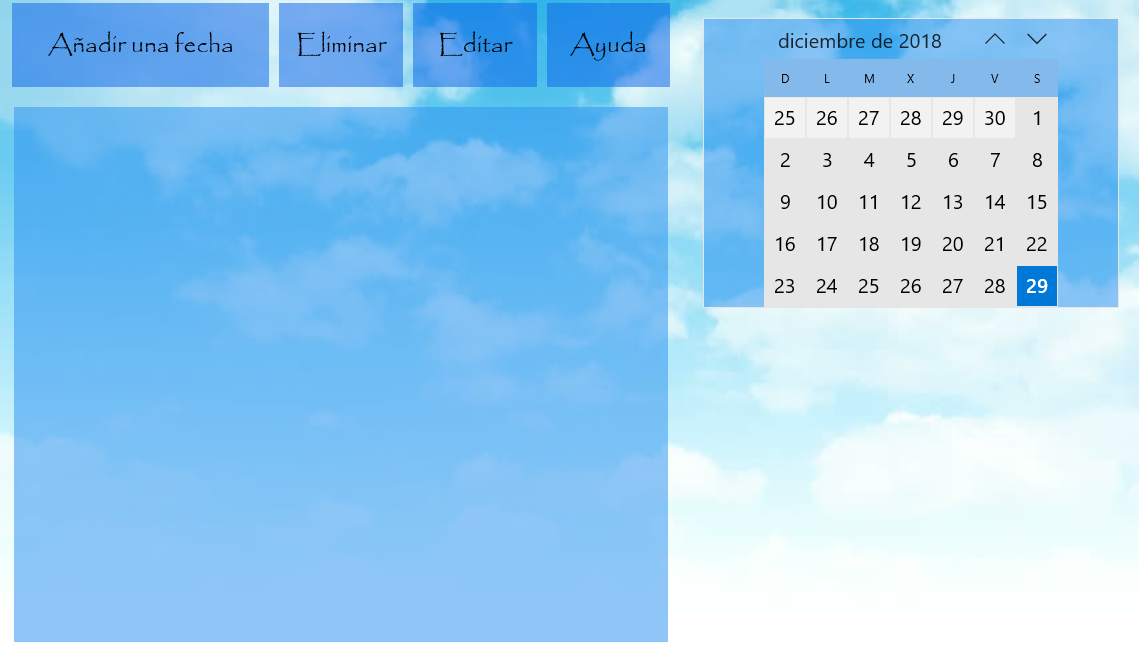 Añadir una fecha Eliminar Editar Ayuda
diciembre de 2018
D L M X J V S
25 26 27 28 29 30 1
2 3 4 5 6 7 8
9 10 11 12 13 14 15
16 17 18 19 20 21 22
23 24 25 26 27 28 29